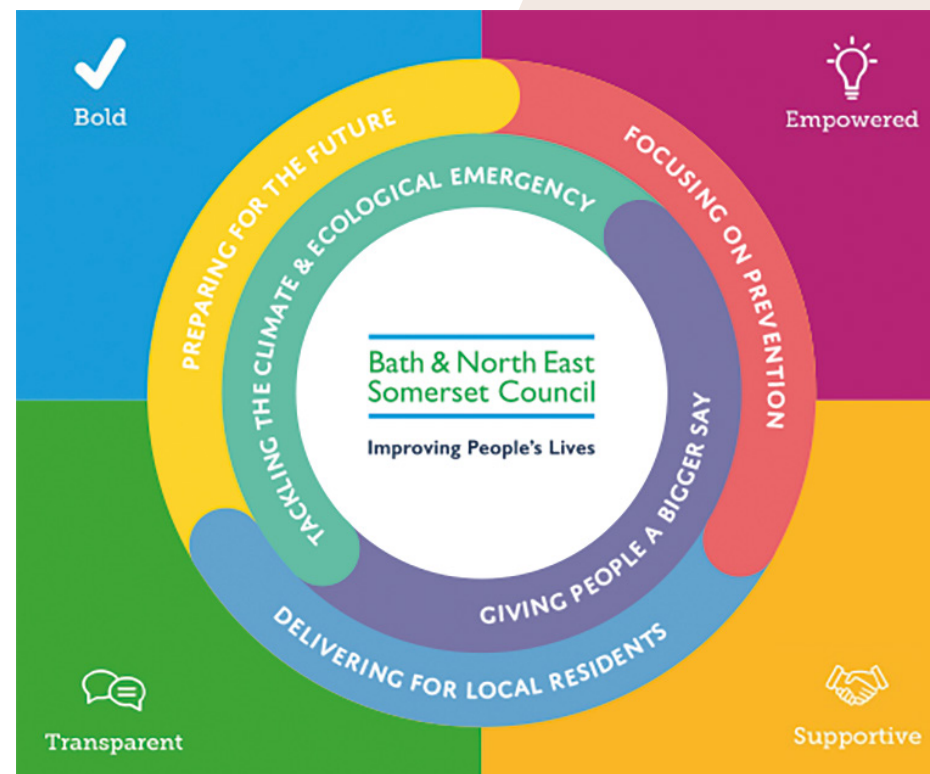 Bold
Empowered
PREPARING FOR THE FUTURE
FOCUSING ON PREVENTION
TACKLING THE CLIMATE & ECOLOGICAL EMERGENCY
Bath & North East
Somerset Council
Improving People's Lives
GIVING PEOPLE A BIGGER SAY
DELIVERING FOR LOCAL RESIDENTS
Transparent
Supportive